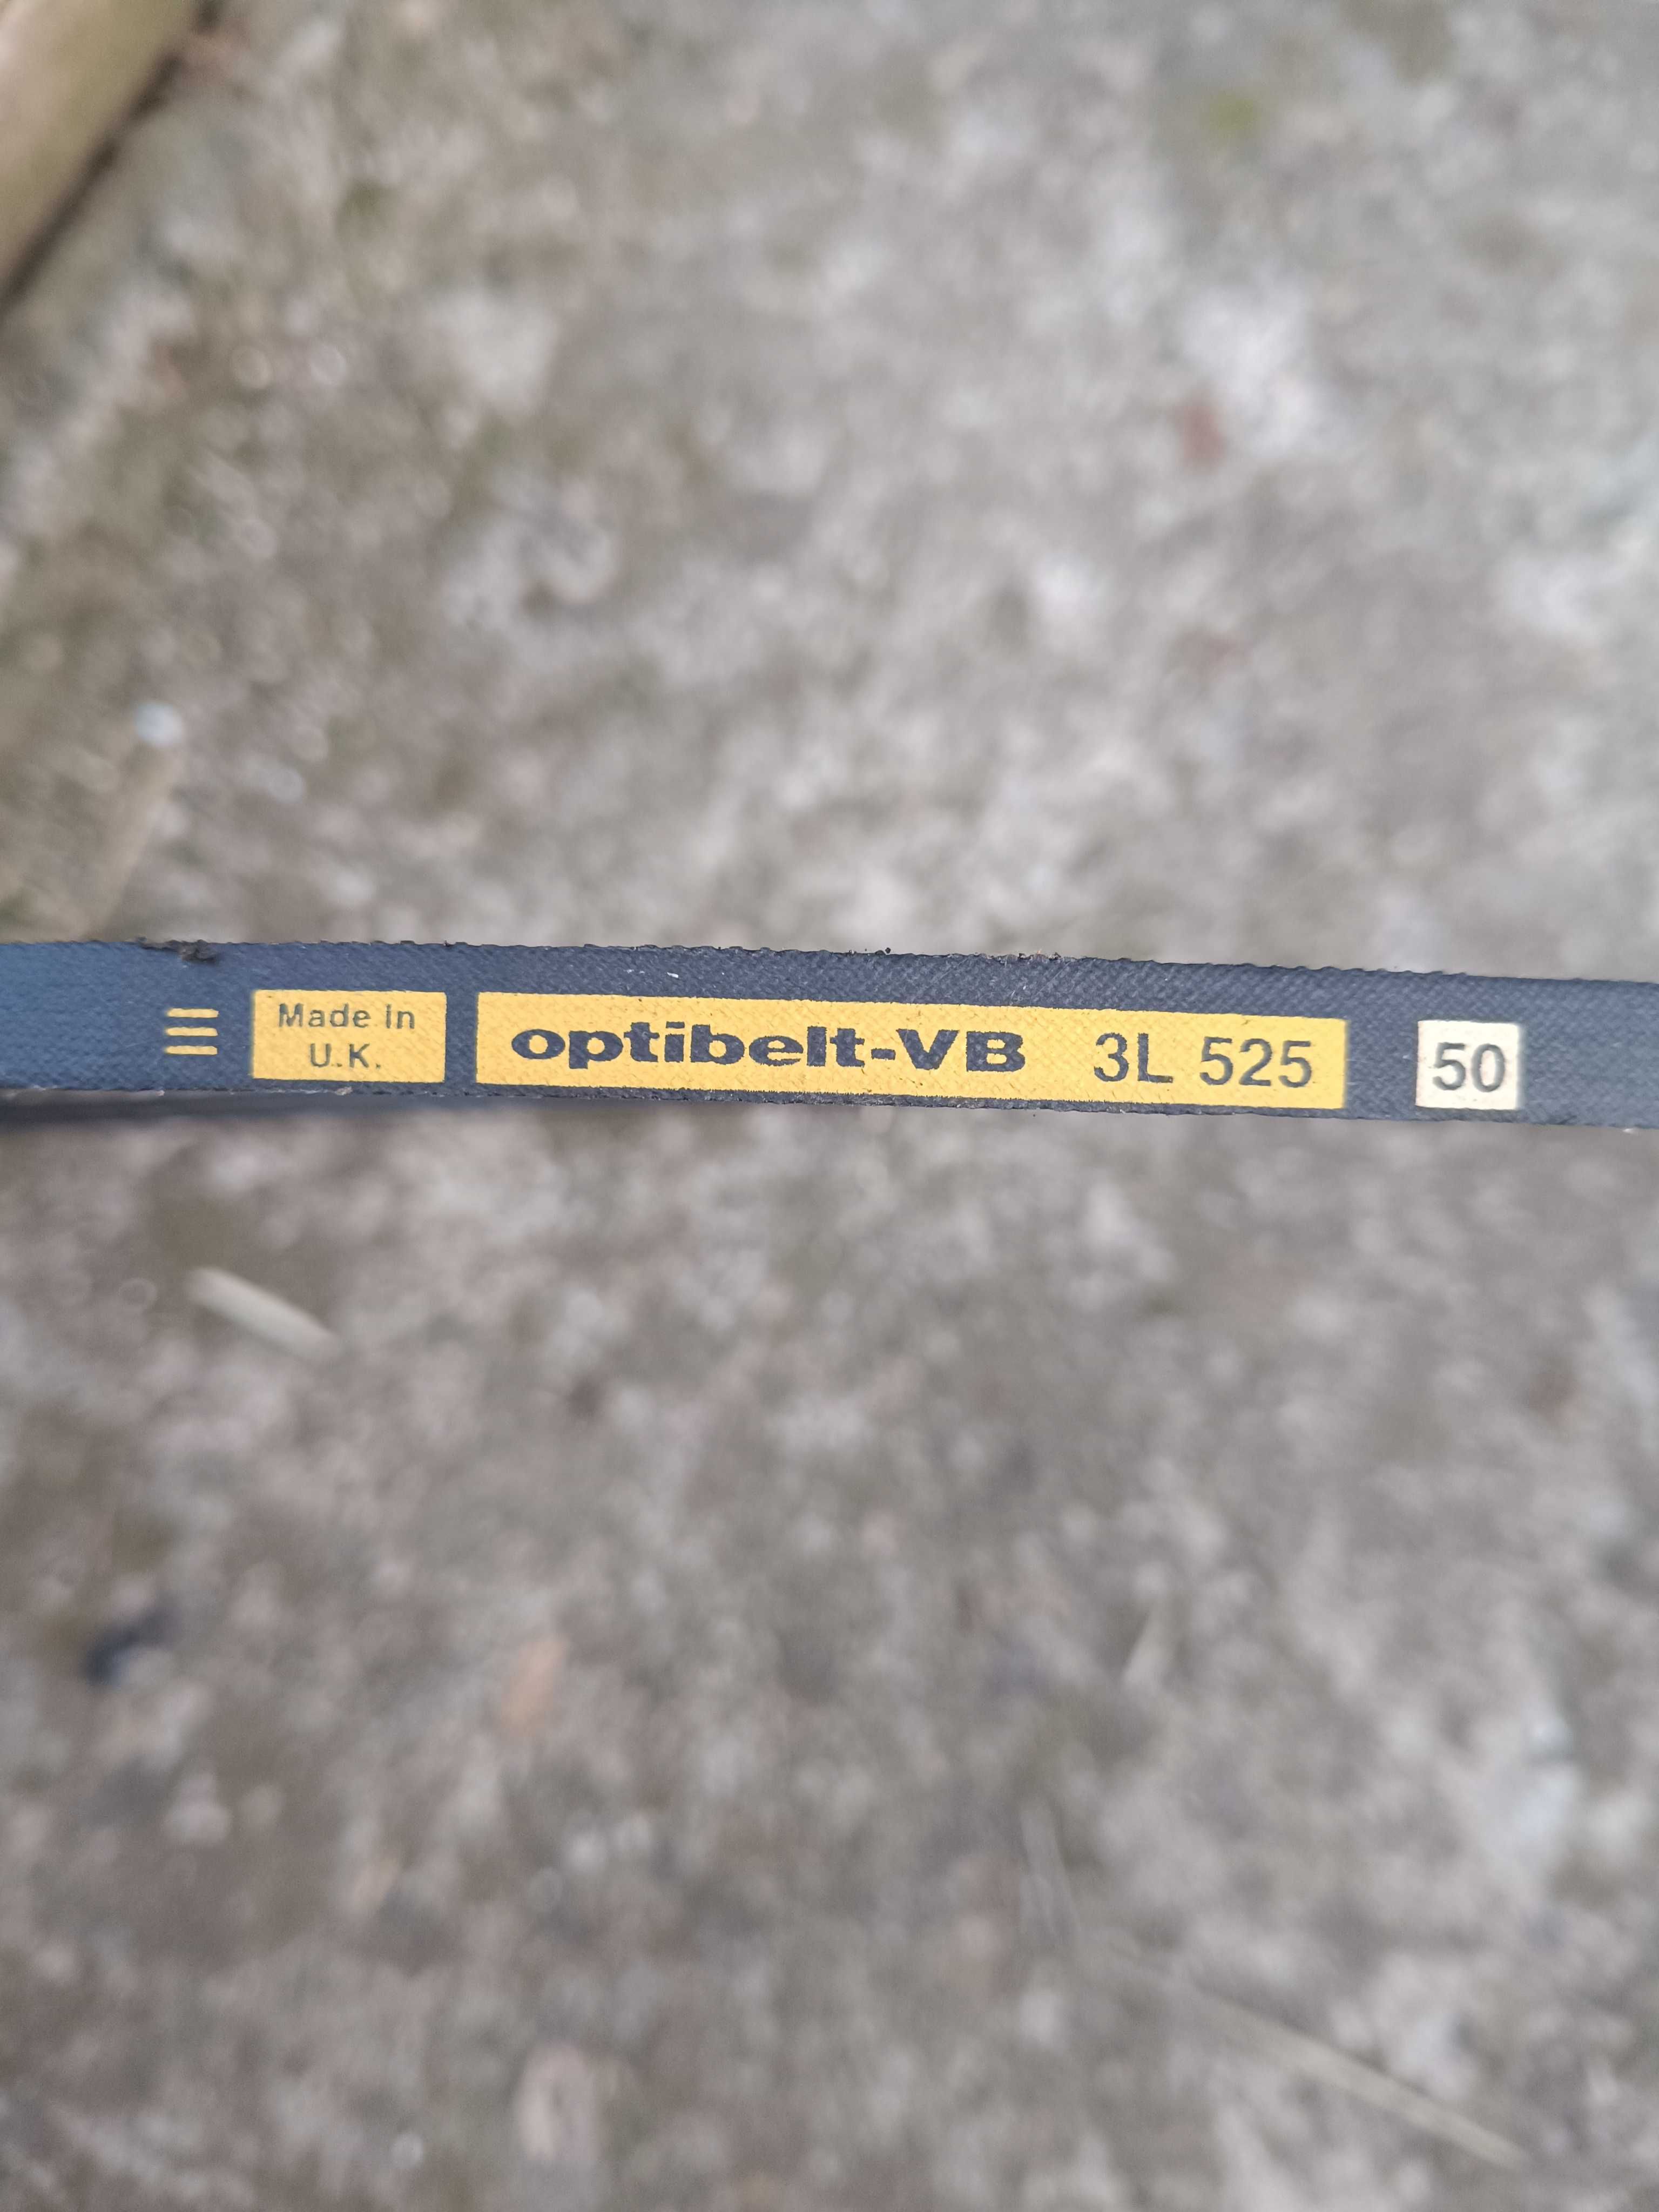 Made in
U.K.
optibelt-VB 3L 525
50